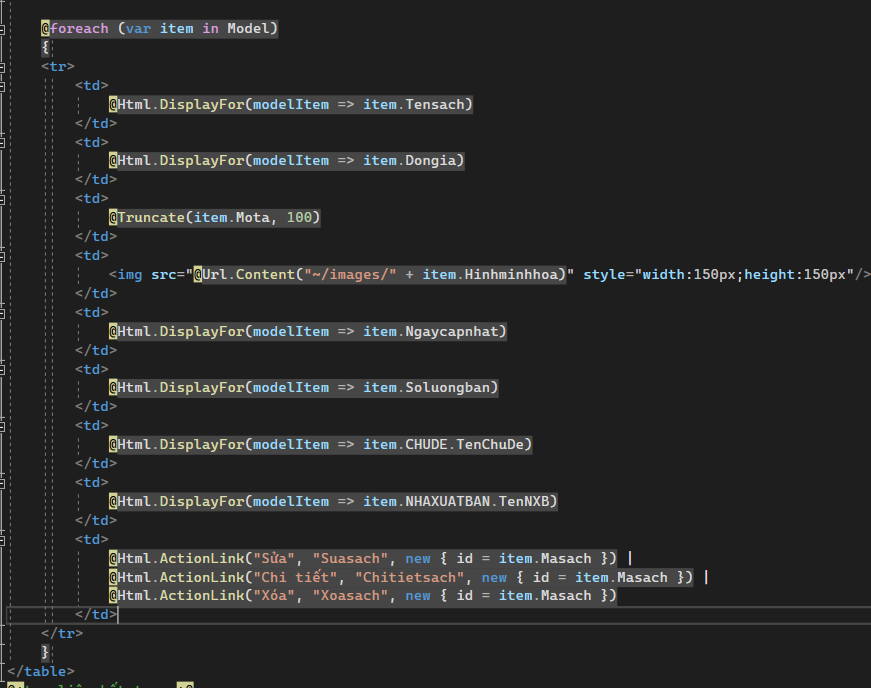 @foreach (var item in Model)
{
<tr>
<td>
@Html.DisplayFor(modelItem => item.Tensach)
</td>
<td>
@Html.DisplayFor(modelItem => item.Dongia)
</td>
<td>
@Truncate(item.Mota, 100)
</td>
<td>
<img src="@Url.Content("~/images/" + item.Hinhminhhoa)" style="width:150px;height:150px"/>
</td>
<td>
@Html.DisplayFor(modelItem => item.Ngaycapnhat)
</td>
<td>
@Html.DisplayFor(modelItem => item.Soluongban)
</td>
<td>
@Html.DisplayFor(modelItem => item.CHUDE.TenChuDe)
</td>
<td>
@Html.DisplayFor(modelItem => item.NHAXUATBAN.TenNXB)
</td>
<td>
@Html.ActionLink("Sửa", "Suasach", new { id = item.Masach }) |
@Html.ActionLink("Chi tiết", "Chitietsach", new { id = item.Masach }) |
@Html.ActionLink("Xóa", "Xoasach", new { id = item.Masach })
</td>
</tr>
}
</table>